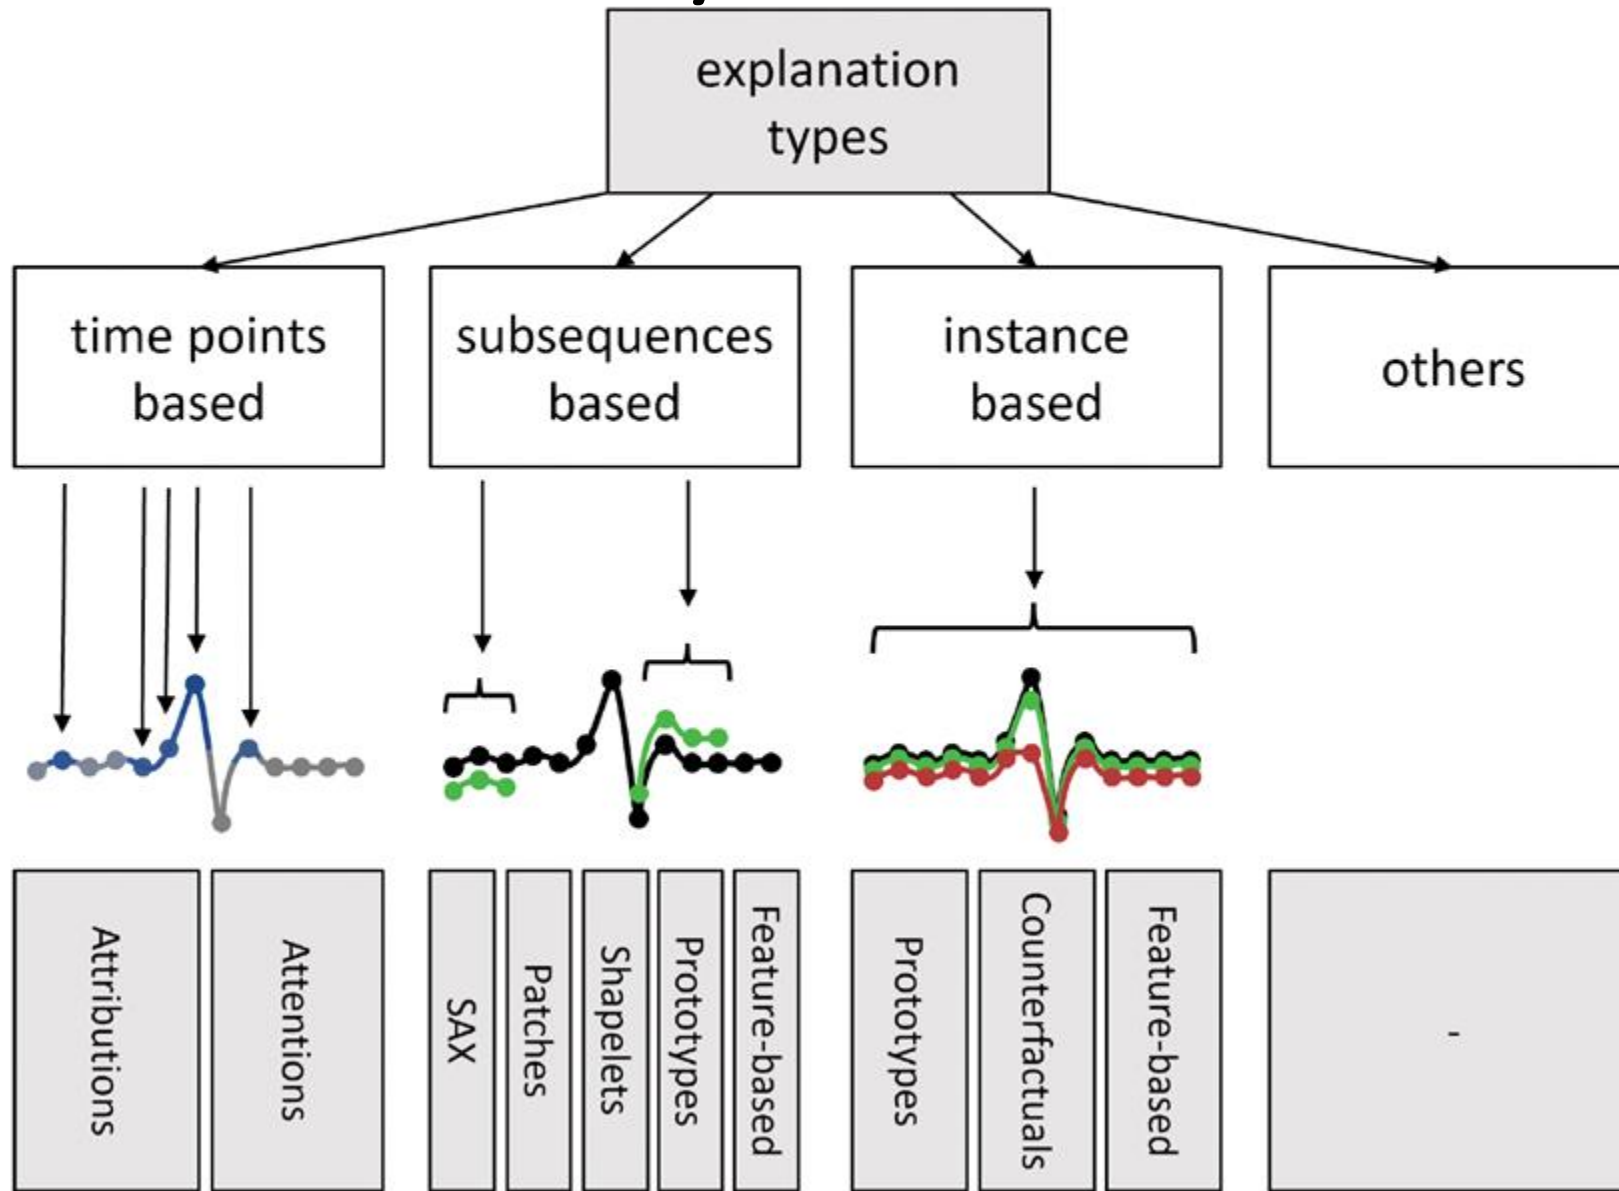 explanation
types
time points
based
subsequences
based
instance
based
others
Attributions
Attentions
SAX
Patches
Shapelets
Prototypes
Feature-based
Prototypes
Counterfactuals
Feature-based
-